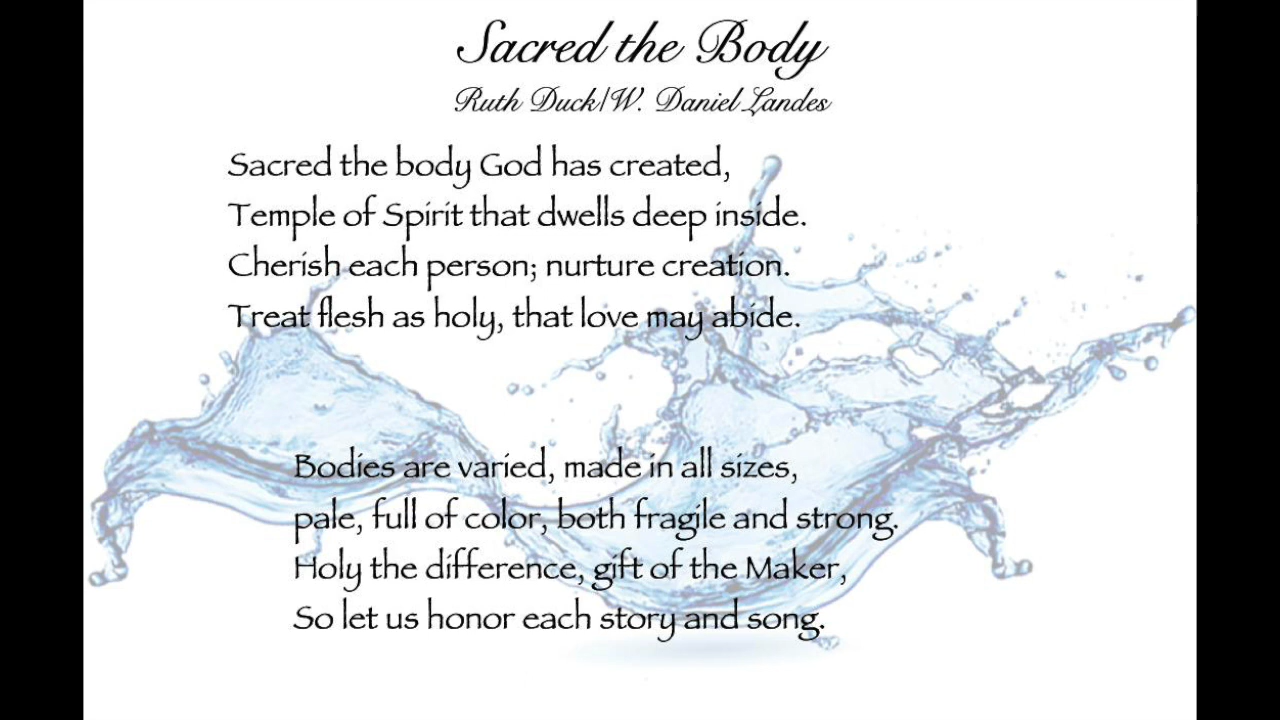 Sacred the Body
Ruth Duck/W. Daniel Landes
Sacred the body God has created,
Temple of Spirit that dwells deep inside.
Cherish each person; nurture creation.
Treat flesh as holy, that love may abide.
Bodies are varied, made in all sizes,
pale, full of color, both fragile and strong.
Holy the difference, gift of the Maker,
So let us honor each story and song.